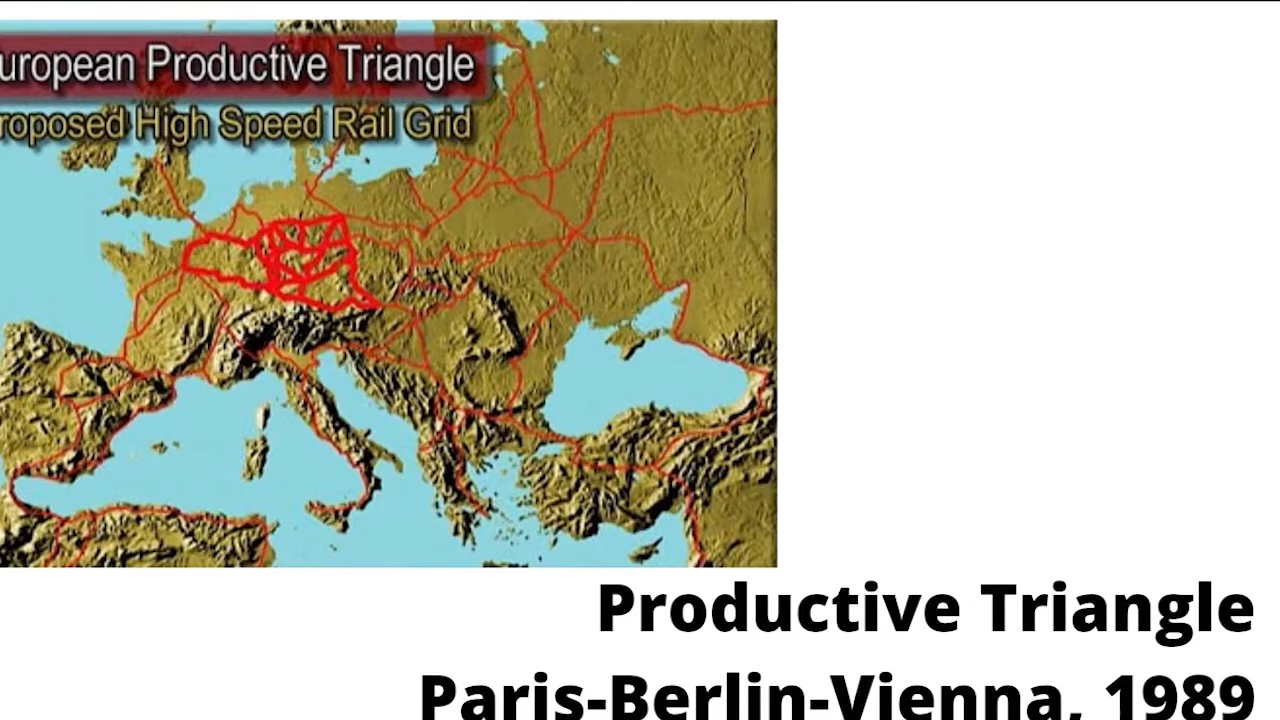 uropean Productive Triangle
roposed High Speed Rail Grid
Productive Triangle
Paris-Berlin-Vienna, 1989